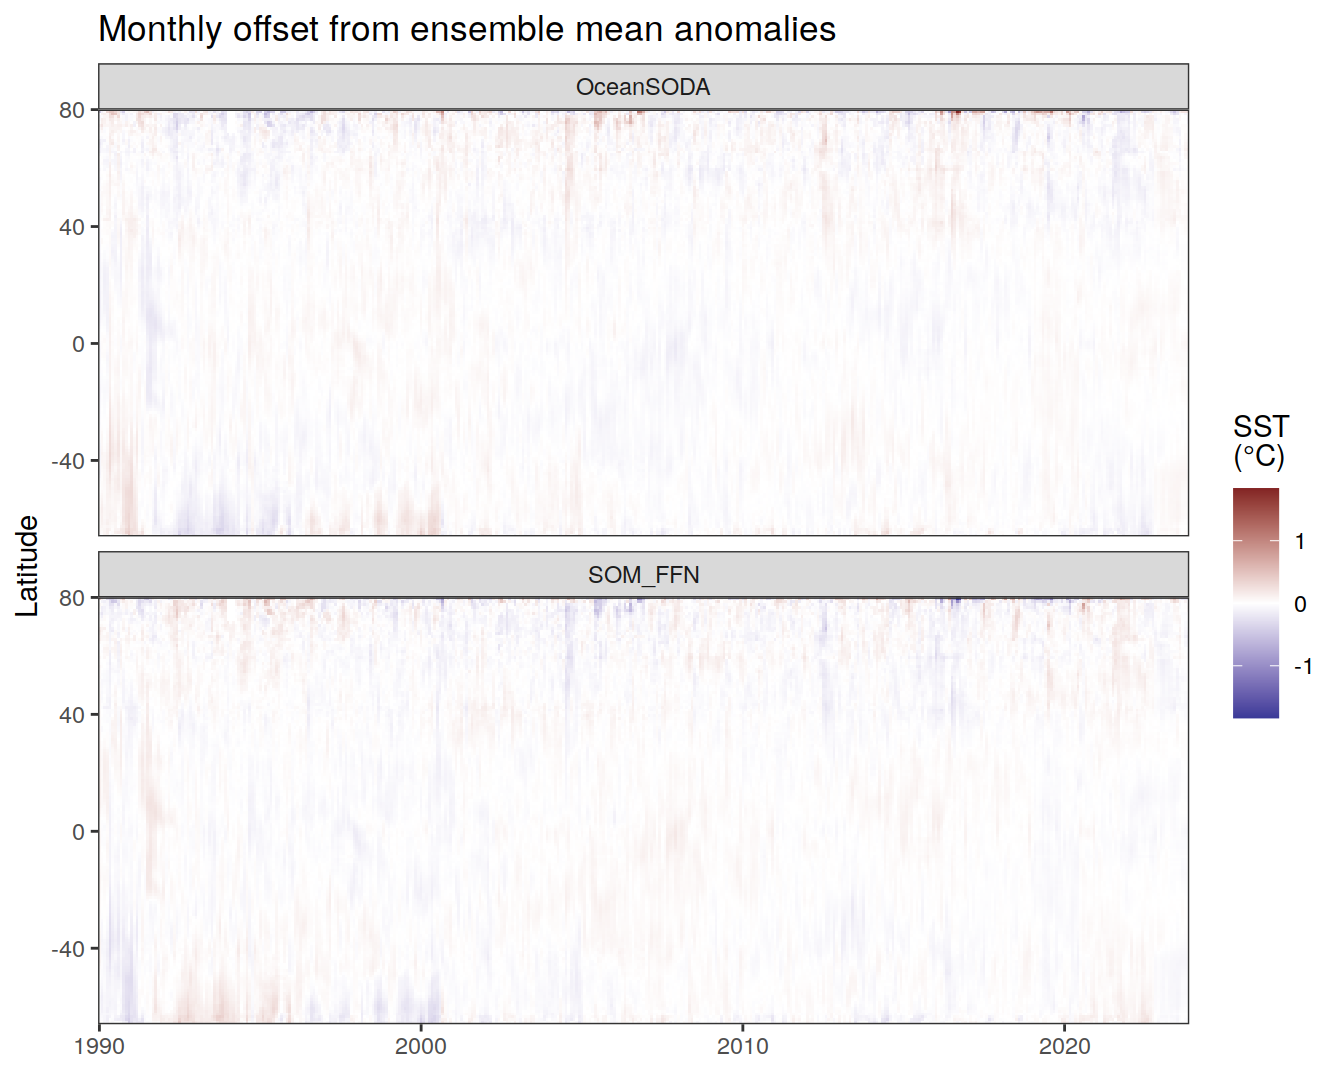 Monthly offset from ensemble mean anomalies
OceanSODA
80
40
0
-40
SOM_FFN
80
40
0
-40
1990
2000
2010
2020
Latitude
SST
(°C)
1
0
-1